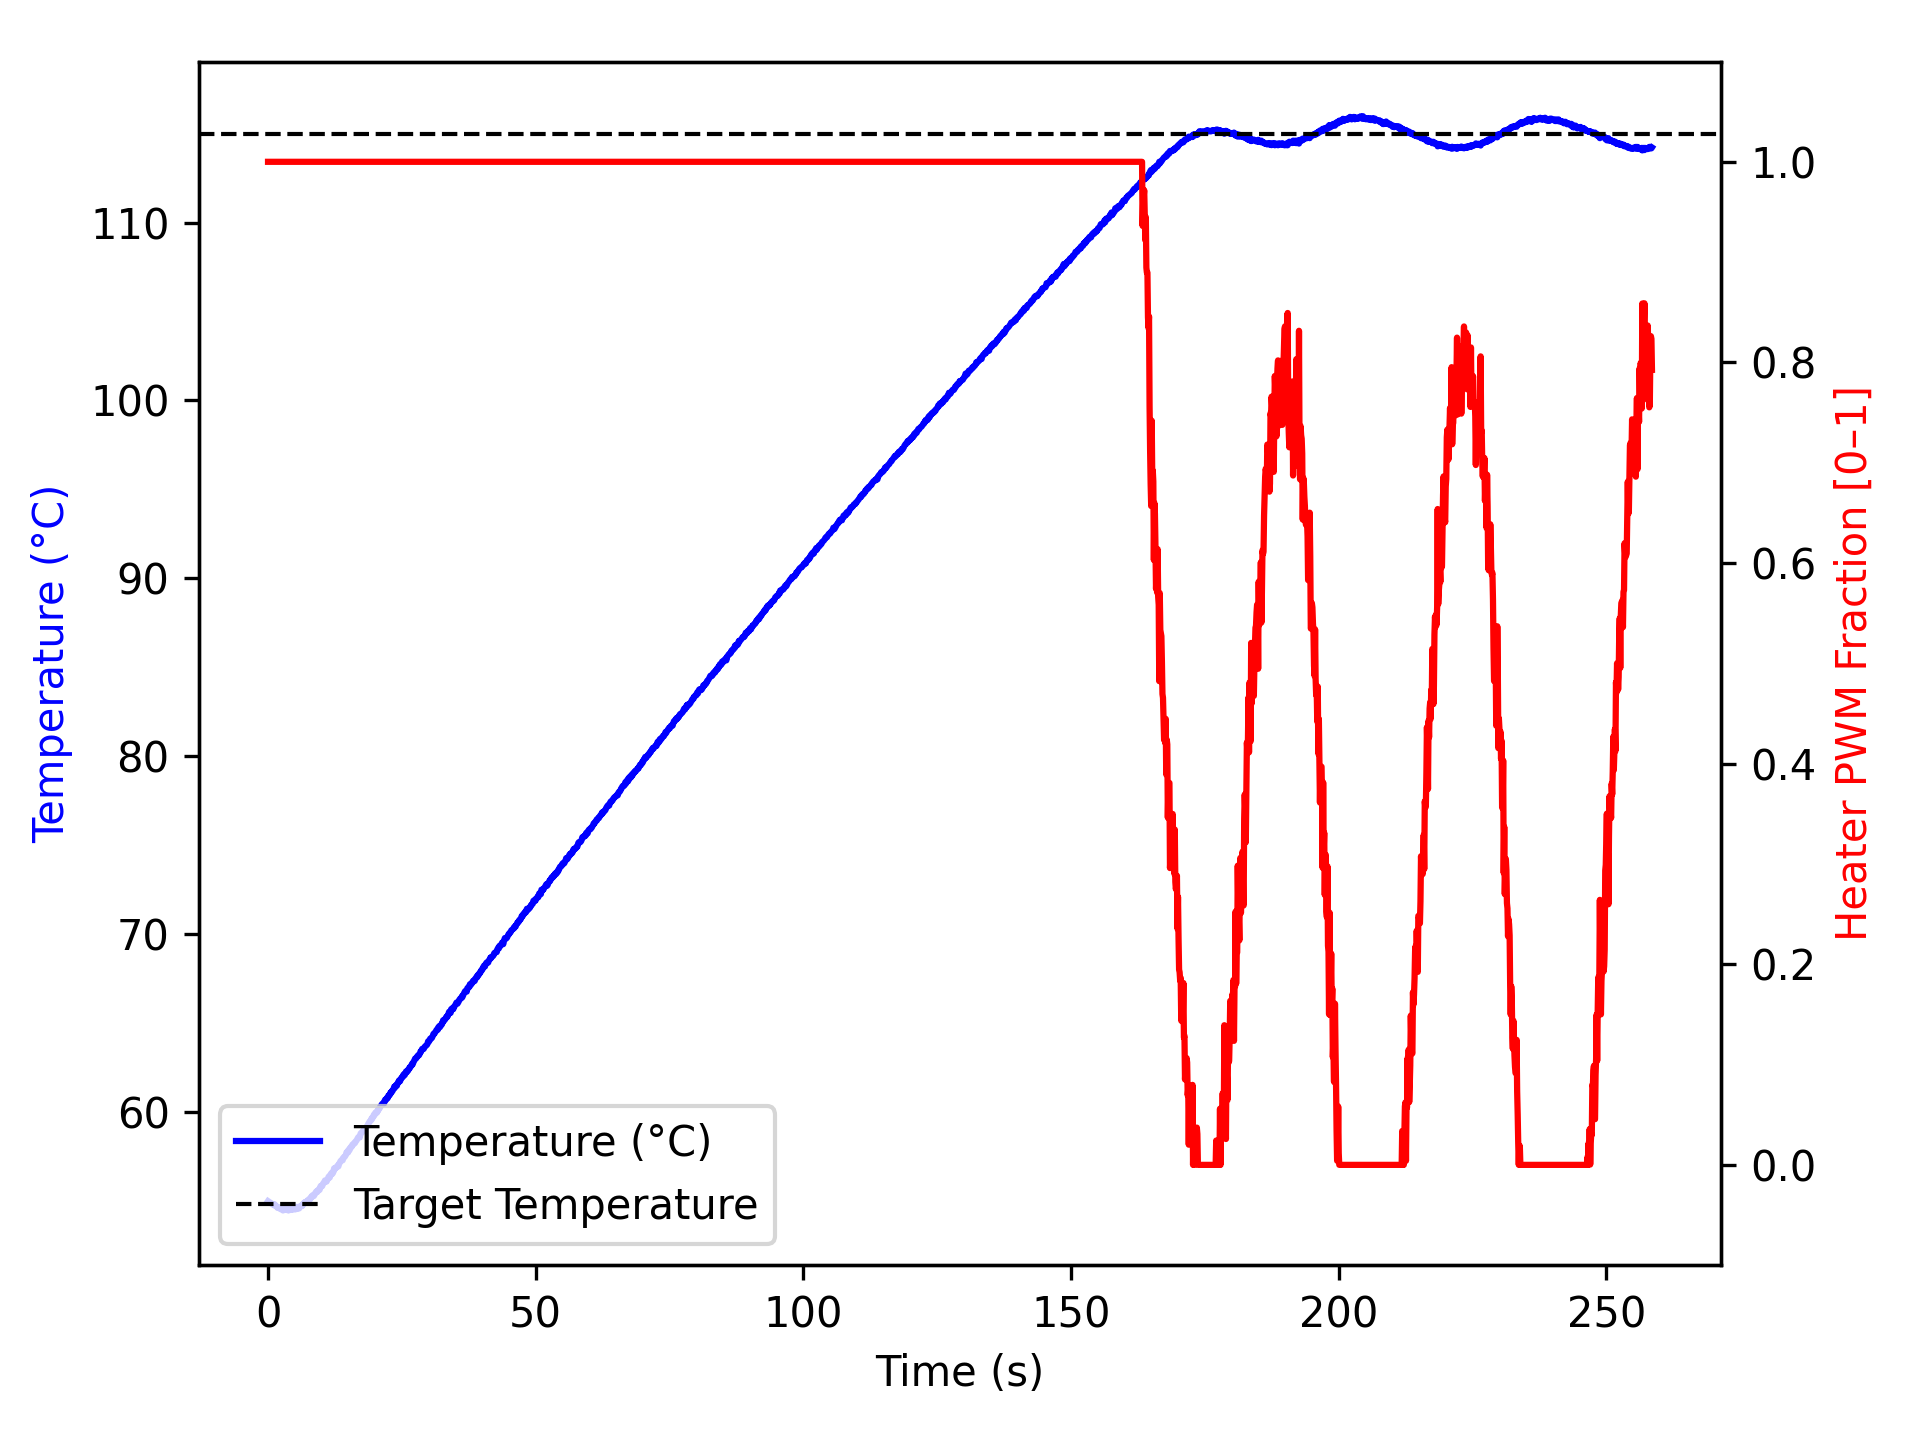 110
100
90
80
70
60
Temperature (°C)
1.0
0.8
0.6
0.4
0.2
0.0
Heater PWM Fraction [0–1]
Temperature (°C)
Target Temperature
0 50 100 150 200 250
Time (s)